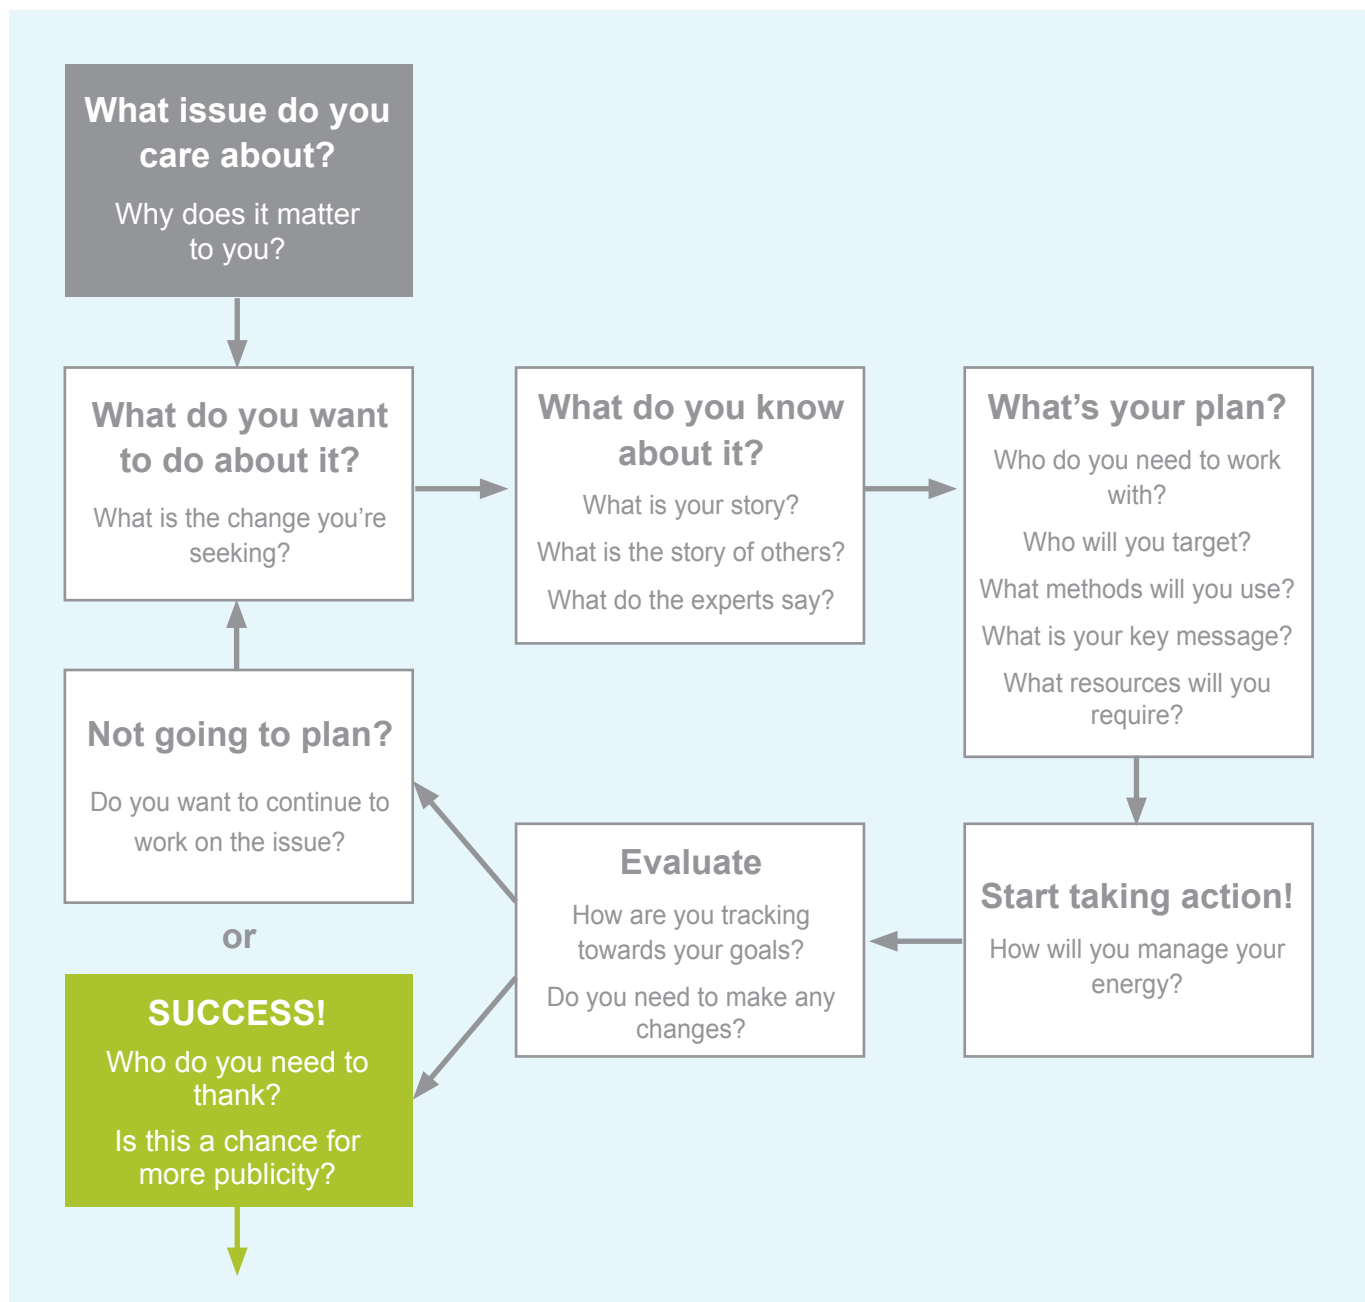 What issue do you
care about?
Why does it matter
to you?
What do you want
to do about it?
What is the change you’re
seeking?
What do you know
about it?
What is your story?
What is the story of others?
What do the experts say?
What’s your plan?
Who do you need to work
with?
Who will you target?
What methods will you use?
What is your key message?
What resources will you
require?
Start taking action!
How will you manage your
energy?
Evaluate
How are you tracking
towards your goals?
Do you need to make any
changes?
Not going to plan?
Do you want to continue to
work on the issue?
or
SUCCESS!
Who do you need to
thank?
Is this a chance for
more publicity?